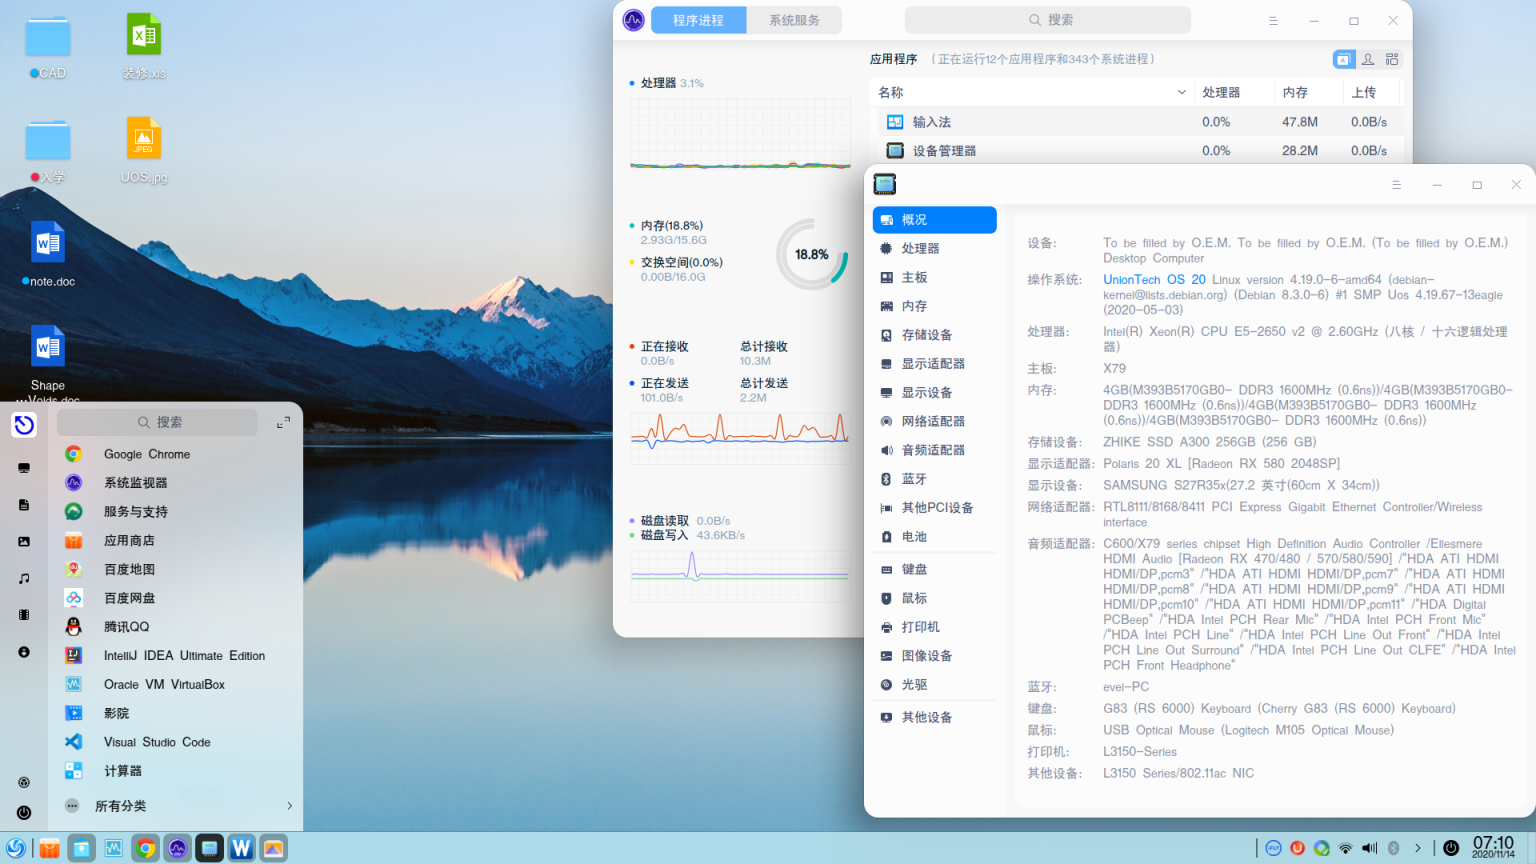 CAD
装修.xls
入学
JPEG
UOS.jpg
note.doc
Shape
...Voids.doc
搜索
Google Chrome
系统监视器
服务与支持
应用商店
百度地图
百度网盘
腾讯QQ
IntelliJ IDEA Ultimate Edition
Oracle VM VirtualBox
影院
Visual Studio Code
计算器
所有分类
程序进程
系统服务
搜索
处理器 3.1%
内存(18.8%)
2.93G/15.6G
交换空间(0.0%)
0.00B/16.0G
18.8%
正在接收 总计接收
0.0B/s 10.3M
正在发送 总计发送
101.0B/s 2.2M
磁盘读取 0.0B/s
磁盘写入 43.6KB/s
应用程序 (正在运行12个应用程序和343个系统进程)
名称 处理器 内存 上传
输入法 0.0% 47.8M 0.0B/s
设备管理器 0.0% 28.2M 0.0B/s
概况
处理器
主板
内存
存储设备
显示适配器
显示设备
网络适配器
音频适配器
蓝牙
其他PCI设备
电池
键盘
鼠标
打印机
图像设备
光驱
其他设备
设备: To be filled by O.E.M. To be filled by O.E.M. (To be filled by O.E.M.)
Desktop Computer
操作系统: UnionTech OS 20 Linux version 4.19.0-6-amd64 (debian-
kernel@lists.debian.org) (Debian 8.3.0-6) #1 SMP Uos 4.19.67-13eagle
(2020-05-03)
处理器: Intel(R) Xeon(R) CPU E5-2650 v2 @ 2.60GHz (八核 / 十六逻辑处理
器)
主板: X79
内存: 4GB(M393B5170GB0- DDR3 1600MHz (0.6ns))/4GB(M393B5170GB0-
DDR3 1600MHz (0.6ns))/4GB(M393B5170GB0- DDR3 1600MHz
(0.6ns))/4GB(M393B5170GB0- DDR3 1600MHz (0.6ns))
存储设备: ZHIKE SSD A300 256GB (256 GB)
显示适配器: Polaris 20 XL [Radeon RX 580 2048SP]
显示设备: SAMSUNG S27R35x(27.2 英寸(60cm X 34cm))
网络适配器: RTL8111/8168/8411 PCI Express Gigabit Ethernet Controller/Wireless
interface
音频适配器: C600/X79 series chipset High Definition Audio Controller /Ellesmere
HDMI Audio [Radeon RX 470/480 / 570/580/590] /"HDA ATI HDMI
HDMI/DP,pcm3" /"HDA ATI HDMI HDMI/DP,pcm7" /"HDA ATI HDMI
HDMI/DP,pcm8" /"HDA ATI HDMI HDMI/DP,pcm9" /"HDA ATI HDMI
HDMI/DP,pcm10" /"HDA ATI HDMI HDMI/DP,pcm11" /"HDA Digital
PCBeep" /"HDA Intel PCH Rear Mic" /"HDA Intel PCH Front Mic"
/"HDA Intel PCH Line" /"HDA Intel PCH Line Out Front" /"HDA Intel
PCH Line Out Surround" /"HDA Intel PCH Line Out CLFE" /"HDA Intel
PCH Front Headphone"
蓝牙: evel-PC
键盘: G83 (RS 6000) Keyboard (Cherry G83 (RS 6000) Keyboard)
鼠标: USB Optical Mouse (Logitech M105 Optical Mouse)
打印机: L3150-Series
其他设备: L3150 Series/802.11ac NIC
07:10
2020/11/14